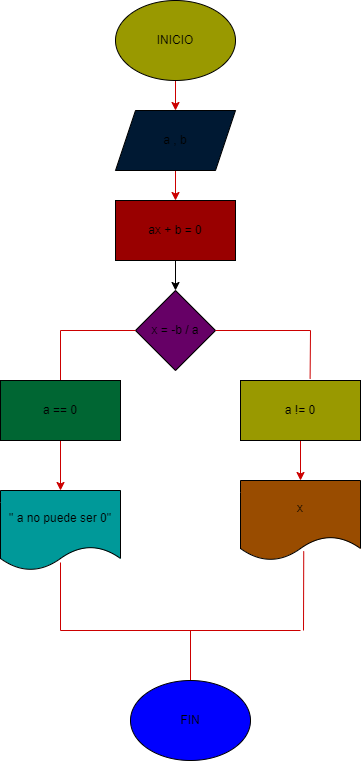 INICIO
a , b
ax + b = 0
x = -b / a
a == 0
a != 0
" a no puede ser 0"
x
FIN